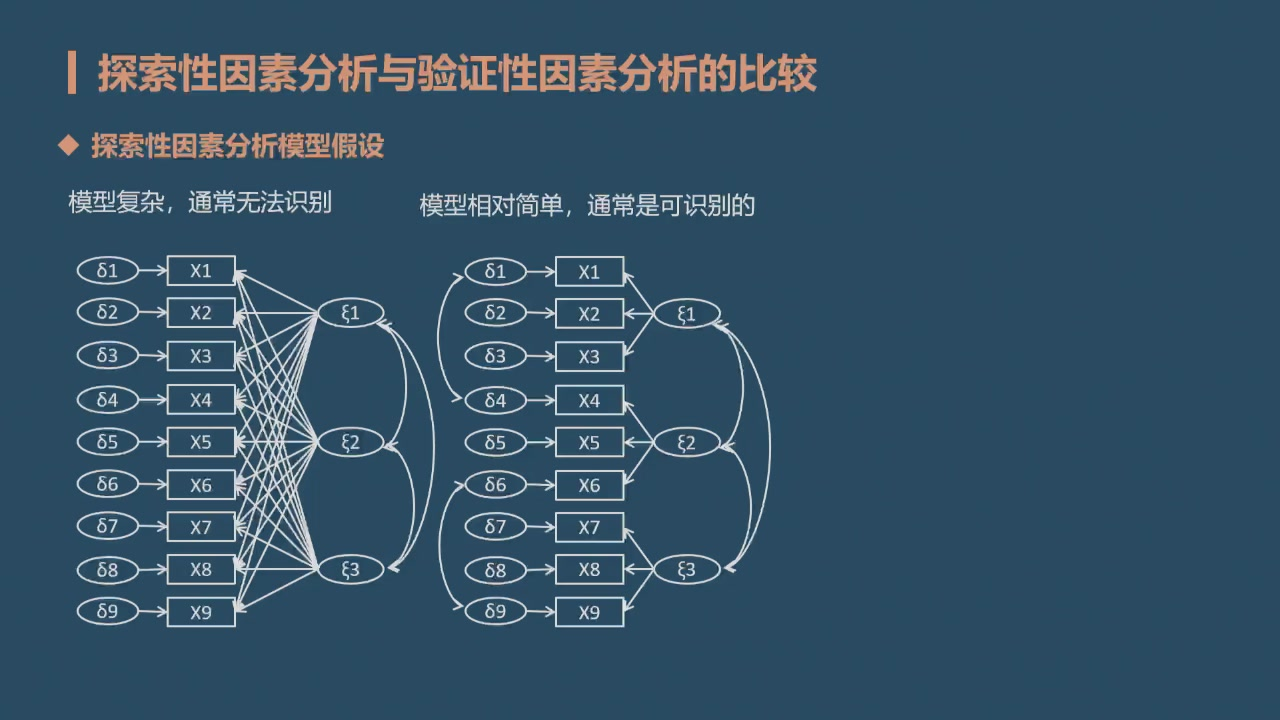 探索性因素分析与验证性因素分析的比较
探索性因素分析模型假设
模型复杂，通常无法识别
模型相对简单，通常是可识别的
δ1 X1
δ2 X2
δ3 X3
δ4 X4
δ5 X5
δ6 X6
δ7 X7
δ8 X8
δ9 X9
ξ1
ξ2
ξ3
δ1 X1
δ2 X2
δ3 X3
δ4 X4
δ5 X5
δ6 X6
δ7 X7
δ8 X8
δ9 X9
ξ1
ξ2
ξ3